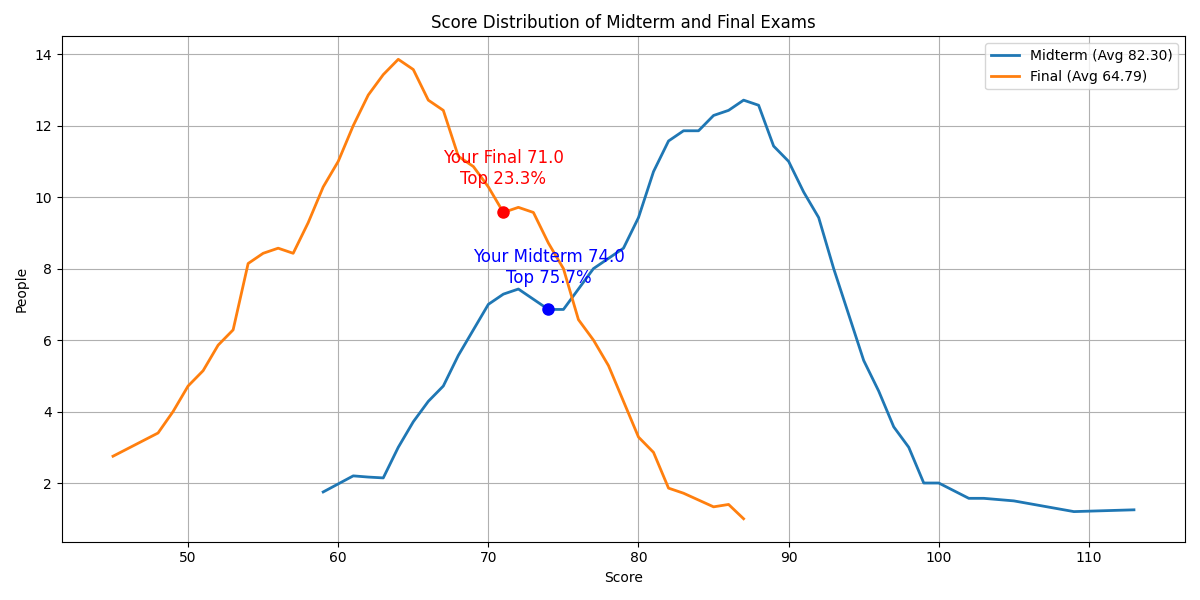 Score Distribution of Midterm and Final Exams
14
12
10
8
6
4
2
People
Midterm (Avg 82.30)
Final (Avg 64.79)
Your Final 71.0
Top 23.3%
Your Midterm 74.0
Top 75.7%
50 60 70 80 90 100 110
Score